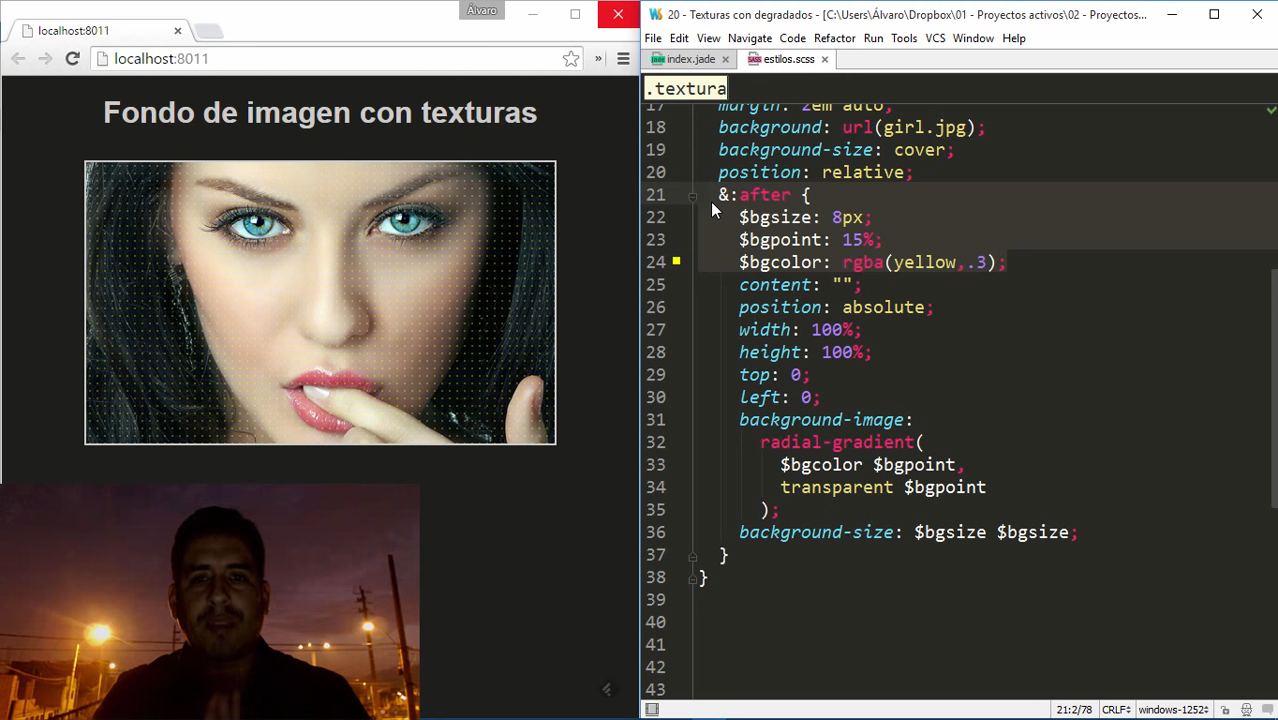 Álvaro
localhost:8011
localhost:8011
Fondo de imagen con texturas
20 - Texturas con degradados - [C:\Users\Álvaro\Dropbox\01 - Proyectos activos\02 - Proyectos...
File Edit View Navigate Code Refactor Run Tools VCS Window Help
index.jade estilos.scss
.textura
17 margin: 2em auto;
18 background: url(girl.jpg);
19 background-size: cover;
20 position: relative;
21 &:after {
22 $bgsize: 8px;
23 $bgpoint: 15%;
24 $bgcolor: rgba(yellow,.3);
25 content: "";
26 position: absolute;
27 width: 100%;
28 height: 100%;
29 top: 0;
30 left: 0;
31 background-image:
32 radial-gradient(
33 $bgcolor $bgpoint,
34 transparent $bgpoint
35 );
36 background-size: $bgsize $bgsize;
37 }
38 }
39
40
41
42
43
21:2/78 CRLF windows-1252